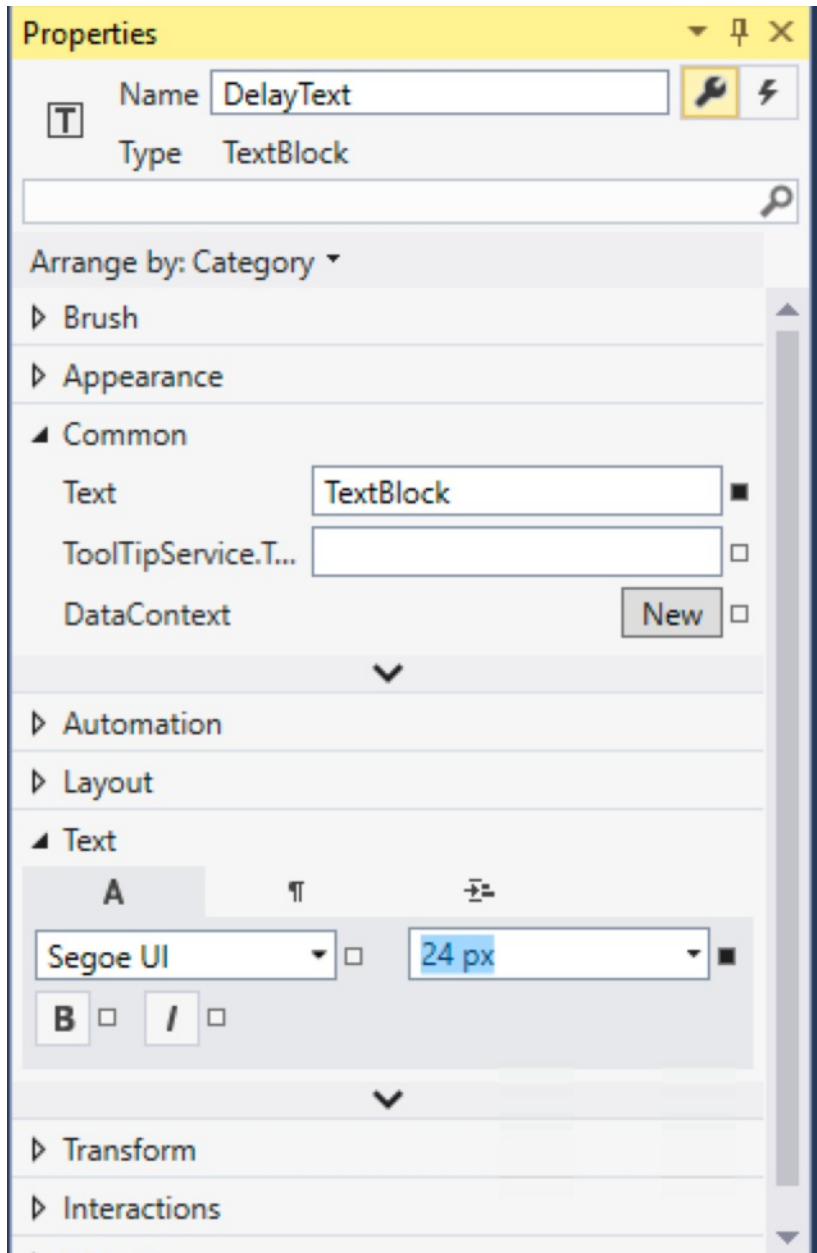 Properties
Name DelayText
T
Type TextBlock
Arrange by: Category
Brush
Appearance
Common
Text TextBlock
ToolTipService.T...
DataContext New
Automation
Layout
Text
A ¶
Segoe UI 24 px
B I
Transform
Interactions